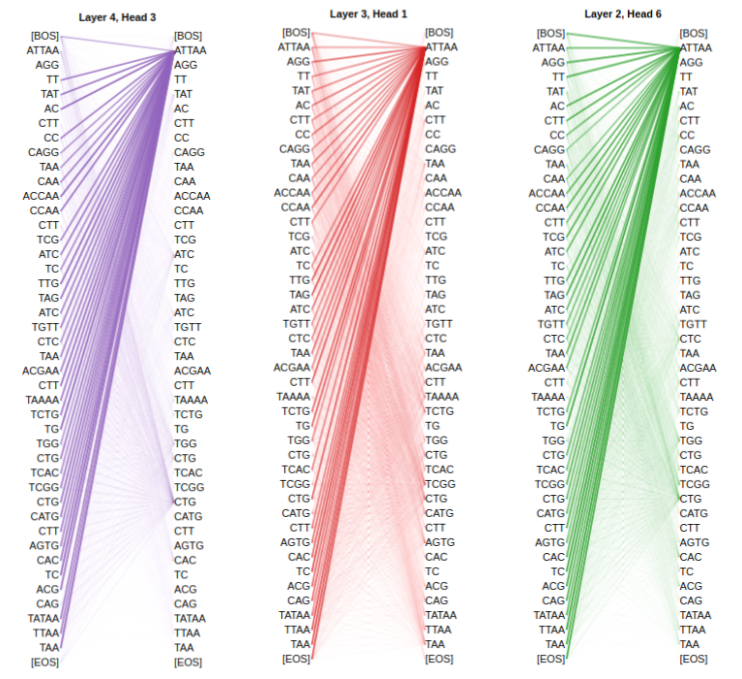 Layer 4, Head 3
[BOS] [BOS]
ATTAA ATTAA
AGG AGG
TT TT
TAT TAT
AC AC
CTT CTT
CC CC
CAGG CAGG
TAA TAA
CAA CAA
ACCAA ACCAA
CCAA CCAA
CTT CTT
TCG TCG
ATC ATC
TC TC
TTG TTG
TAG TAG
ATC ATC
TGTT TGTT
CTC CTC
TAA TAA
ACGAA ACGAA
CTT CTT
TAAAA TAAAA
TCTG TCTG
TG TG
TGG TGG
CTG CTG
TCAC TCAC
TCGG TCGG
CTG CTG
CATG CATG
CTT CTT
AGTG AGTG
CAC CAC
TC TC
ACG ACG
CAG CAG
TATAA TATAA
TTAA TTAA
TAA TAA
[EOS] [EOS]
Layer 3, Head 1
[BOS] [BOS]
ATTAA ATTAA
AGG AGG
TT TT
TAT TAT
AC AC
CTT CTT
CC CC
CAGG CAGG
TAA TAA
CAA CAA
ACCAA ACCAA
CCAA CCAA
CTT CTT
TCG TCG
ATC ATC
TC TC
TTG TTG
TAG TAG
ATC ATC
TGTT TGTT
CTC CTC
TAA TAA
ACGAA ACGAA
CTT CTT
TAAAA TAAAA
TCTG TCTG
TG TG
TGG TGG
CTG CTG
TCAC TCAC
TCGG TCGG
CTG CTG
CATG CATG
CTT CTT
AGTG AGTG
CAC CAC
TC TC
ACG ACG
CAG CAG
TATAA TATAA
TTAA TTAA
TAA TAA
[EOS] [EOS]
Layer 2, Head 6
[BOS] [BOS]
ATTAA ATTAA
AGG AGG
TT TT
TAT TAT
AC AC
CTT CTT
CC CC
CAGG CAGG
TAA TAA
CAA CAA
ACCAA ACCAA
CCAA CCAA
CTT CTT
TCG TCG
ATC ATC
TC TC
TTG TTG
TAG TAG
ATC ATC
TGTT TGTT
CTC CTC
TAA TAA
ACGAA ACGAA
CTT CTT
TAAAA TAAAA
TCTG TCTG
TG TG
TGG TGG
CTG CTG
TCAC TCAC
TCGG TCGG
CTG CTG
CATG CATG
CTT CTT
AGTG AGTG
CAC CAC
TC TC
ACG ACG
CAG CAG
TATAA TATAA
TTAA TTAA
TAA TAA
[EOS] [EOS]